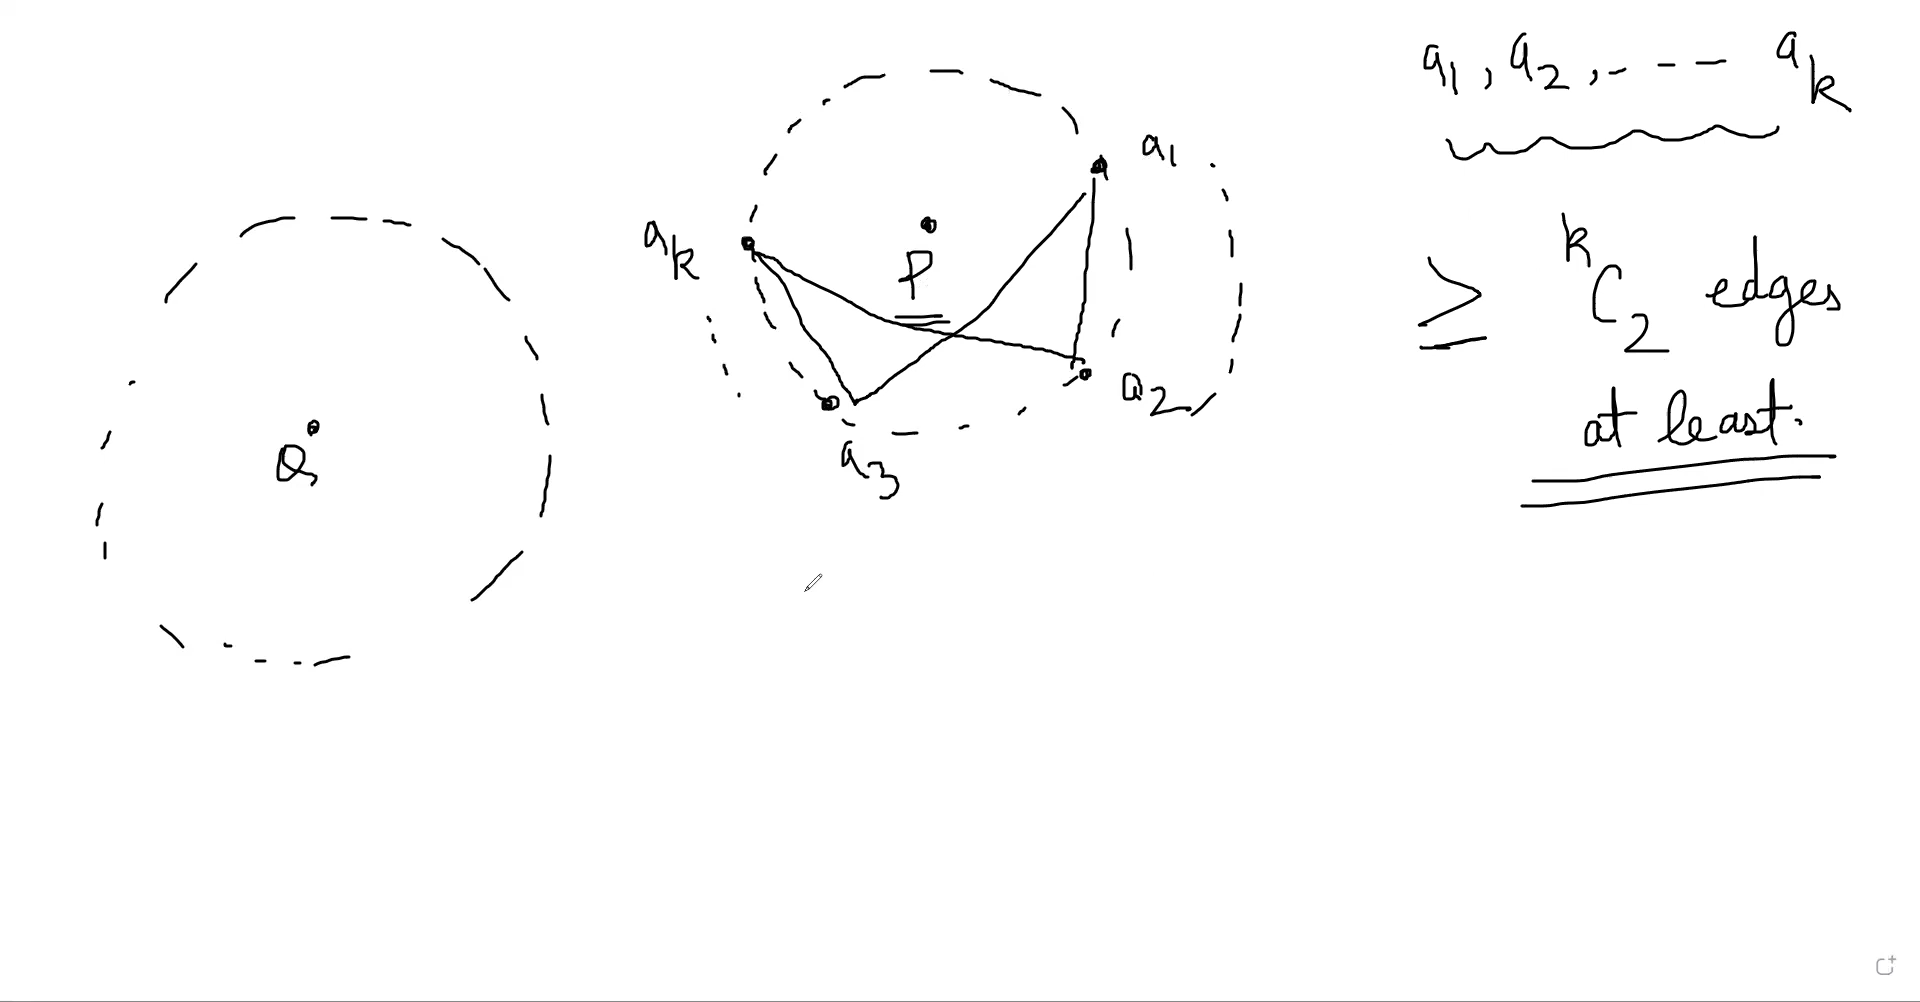 a1, a2, ---- ak
a1
ak
P
≥ kC2 edges
a2
at least.
Q
a3